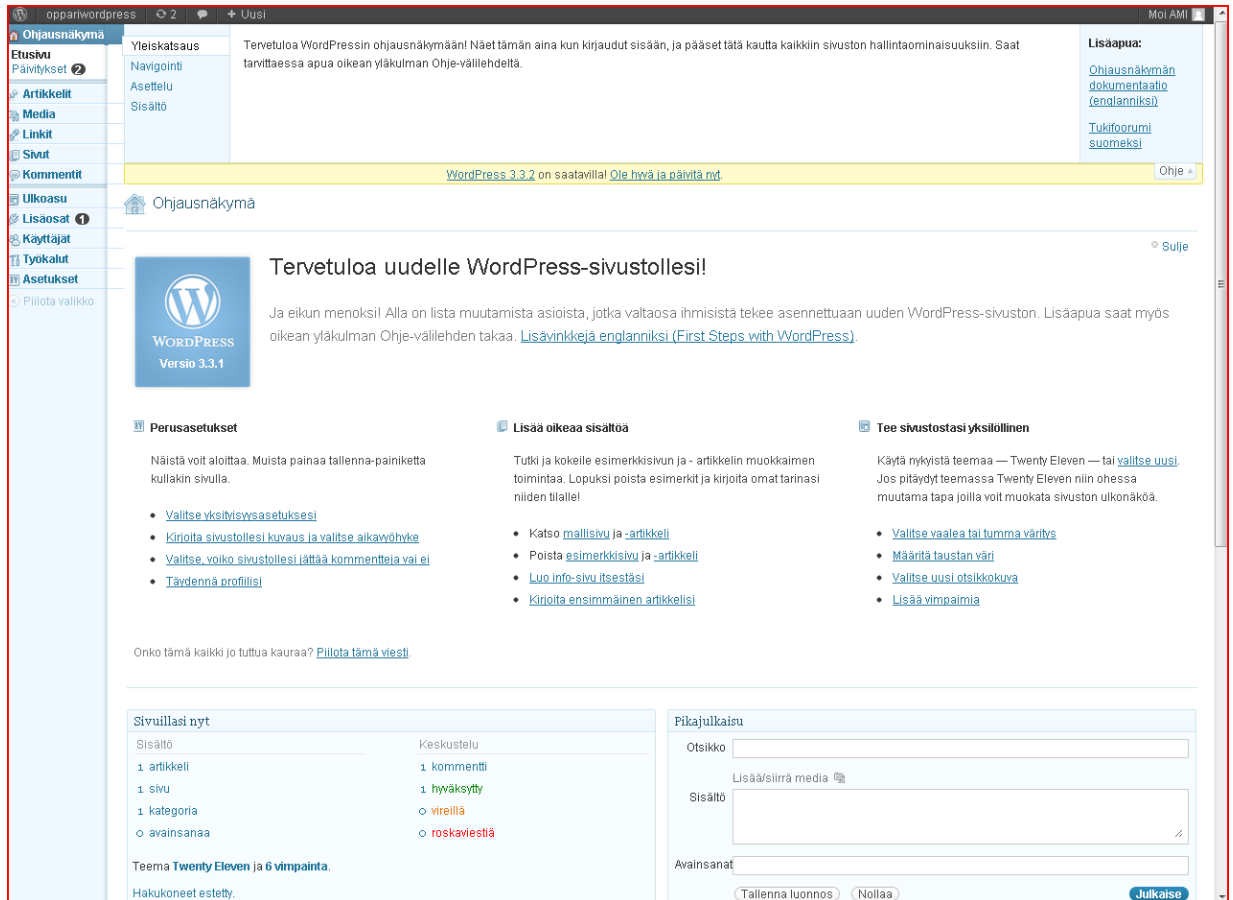 oppariwordpress 2 + Uusi Moi AMI
Ohjausnäkymä
Etusivu
Päivitykset 2
Artikkelit
Media
Linkit
Sivut
Kommentit
Ulkoasu
Lisäosat 1
Käyttäjät
Työkalut
Asetukset
Piilota valikko
Yleiskatsaus
Navigointi
Asettelu
Sisältö
Tervetuloa WordPressin ohjausnäkymään! Näet tämän aina kun kirjaudut sisään, ja pääset tätä kautta kaikkiin sivuston hallintaominaisuuksiin. Saat
tarvittaessa apua oikean yläkulman Ohje-välilehdeltä.
Lisäapua:
Ohjausnäkymän
dokumentaatio
(englanniksi)
Tukifoorumi
suomeksi
WordPress 3.3.2 on saatavilla! Ole hyvä ja päivitä nyt.
Ohje
Ohjausnäkymä
Sulje
WORDPRESS
Versio 3.3.1
Tervetuloa uudelle WordPress-sivustollesi!
Ja eikun menoksi! Alla on lista muutamista asioista, jotka valtaosa ihmisistä tekee asennettuaan uuden WordPress-sivuston. Lisäapua saat myös
oikean yläkulman Ohje-välilehden takaa. Lisävinkkejä englanniksi (First Steps with WordPress).
Perusasetukset
Näistä voit aloittaa. Muista painaa tallenna-painiketta
kullakin sivulla.
• Valitse yksityisyysasetuksesi
• Kirjoita sivustollesi kuvaus ja valitse aikavyöhyke
• Valitse, voiko sivustollesi jättää kommentteja vai ei
• Täydennä profiilisi
Lisää oikeaa sisältöä
Tutki ja kokeile esimerkkisivun ja - artikkelin muokkaimen
toimintaa. Lopuksi poista esimerkit ja kirjoita omat tarinasi
niiden tilalle!
• Katso mallisivu ja -artikkeli
• Poista esimerkkisivu ja -artikkeli
• Luo info-sivu itsestäsi
• Kirjoita ensimmäinen artikkelisi
Tee sivustostasi yksilöllinen
Käytä nykyistä teemaa — Twenty Eleven — tai valitse uusi.
Jos pitäydyt teemassa Twenty Eleven niin ohessa
muutama tapa joilla voit muokata sivuston ulkonäköä.
• Valitse vaalea tai tumma väritys
• Määritä taustan väri
• Valitse uusi otsikkokuva
• Lisää vimpaimia
Onko tämä kaikki jo tuttua kauraa? Piilota tämä viesti.
Sivuillasi nyt
Sisältö Keskustelu
1 artikkeli 1 kommentti
1 sivu 1 hyväksytty
1 kategoria 0 vireillä
0 avainsanaa 0 roskaviestiä
Teema Twenty Eleven ja 6 vimpainta.
Hakukoneet estetty.
Pikajulkaisu
Otsikko
Lisää/siirrä media
Sisältö
Avainsanat
Tallenna luonnos Nollaa Julkaise